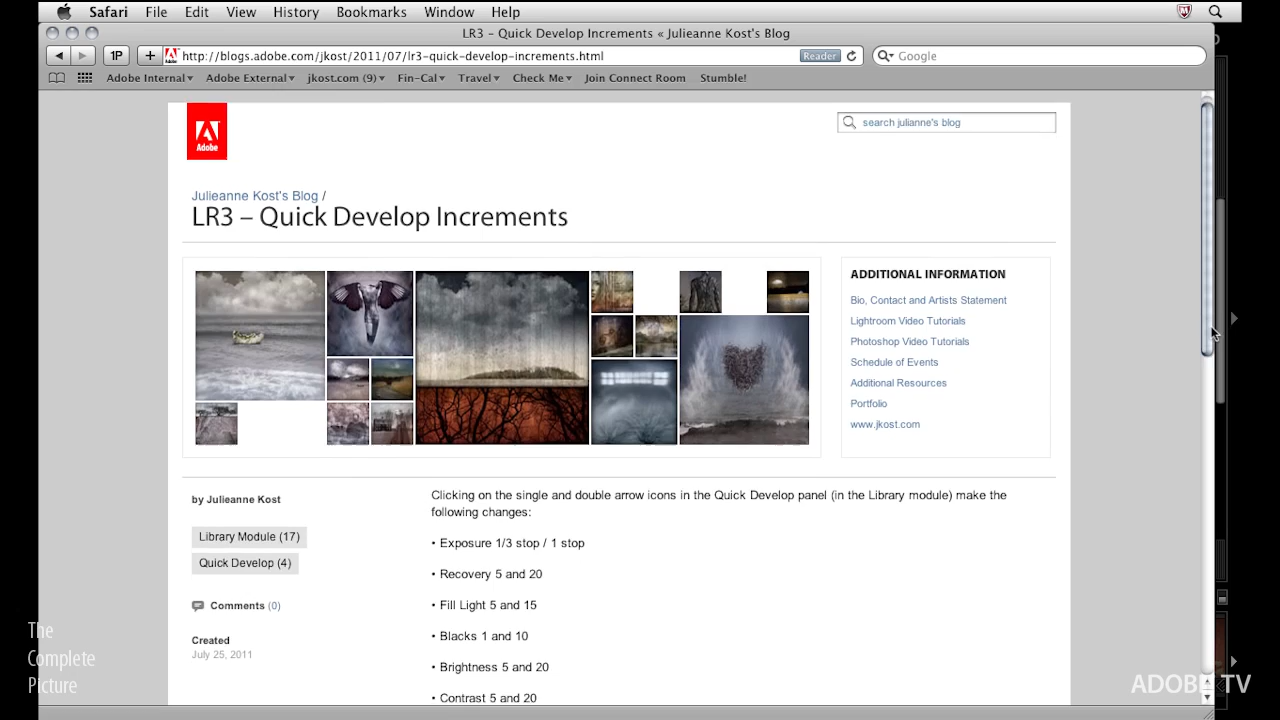 Safari File Edit View History Bookmarks Window Help
LR3 – Quick Develop Increments « Julieanne Kost's Blog
1P
http://blogs.adobe.com/jkost/2011/07/lr3-quick-develop-increments.html Reader Google
Adobe Internal Adobe External jkost.com (9) Fin-Cal Travel Check Me Join Connect Room Stumble!
Adobe
search julianne's blog
Julieanne Kost's Blog /
LR3 – Quick Develop Increments
ADDITIONAL INFORMATION
Bio, Contact and Artists Statement
Lightroom Video Tutorials
Photoshop Video Tutorials
Schedule of Events
Additional Resources
Portfolio
www.jkost.com
by Julieanne Kost
Library Module (17)
Quick Develop (4)
Comments (0)
Created
July 25, 2011
Clicking on the single and double arrow icons in the Quick Develop panel (in the Library module) make the
following changes:
• Exposure 1/3 stop / 1 stop
• Recovery 5 and 20
• Fill Light 5 and 15
• Blacks 1 and 10
• Brightness 5 and 20
• Contrast 5 and 20
The
Complete
Picture
ADOBE TV